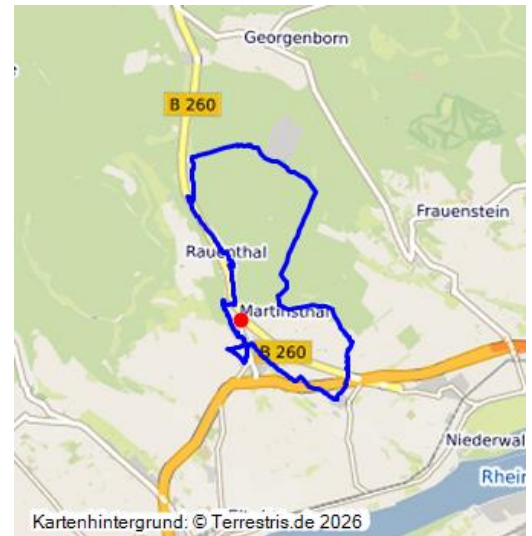 Georgenborn
B 260
Frauenstein
Rauenthal
Martinsthal
B 260
Niederwal
Rhein
Kartenhintergrund: © Terrestris.de 2026